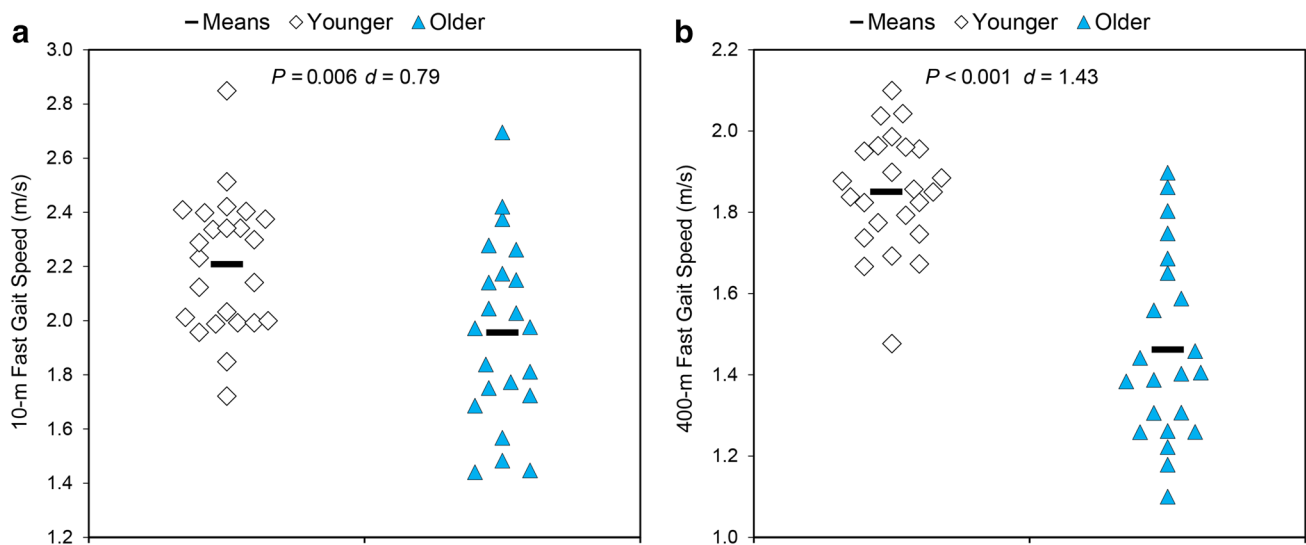 a
Means Younger Older
P = 0.006 d = 0.79
10-m Fast Gait Speed (m/s)
3.0
2.8
2.6
2.4
2.2
2.0
1.8
1.6
1.4
1.2
b
Means Younger Older
P < 0.001 d = 1.43
400-m Fast Gait Speed (m/s)
2.2
2.0
1.8
1.6
1.4
1.2
1.0